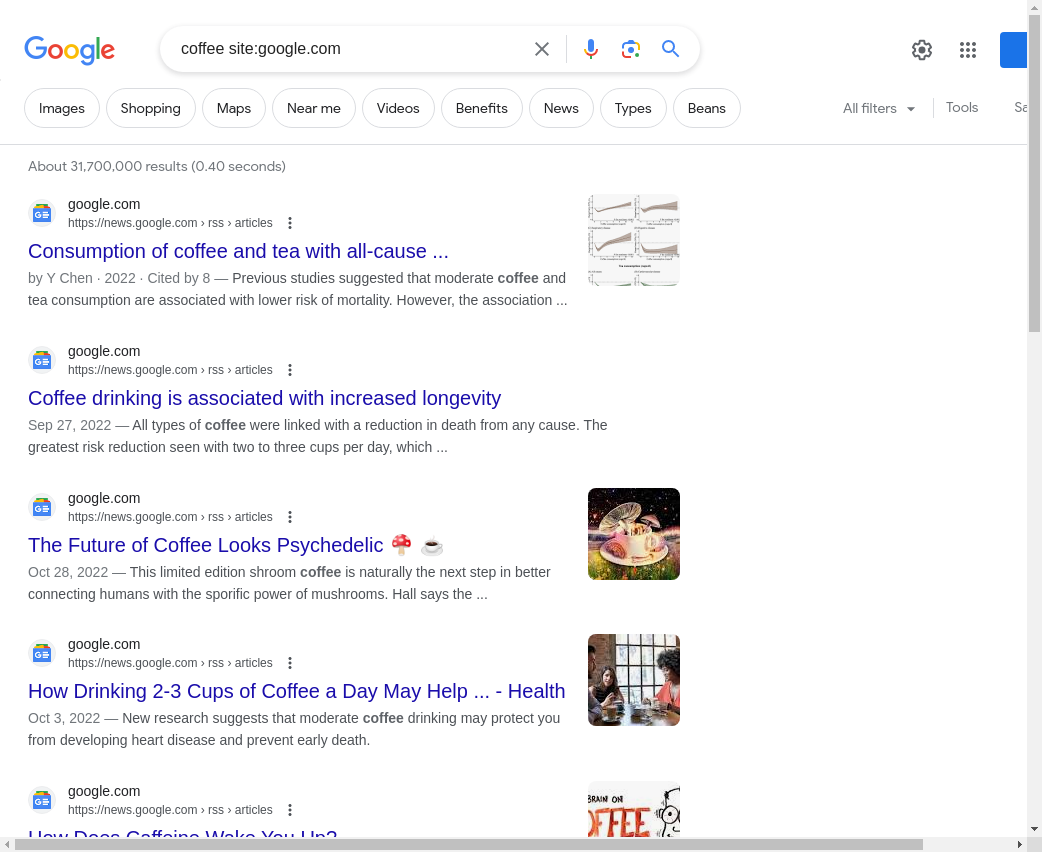 Google
coffee site:google.com
Images Shopping Maps Near me Videos Benefits News Types Beans All filters Tools
About 31,700,000 results (0.40 seconds)
google.com
https://news.google.com › rss › articles
Consumption of coffee and tea with all-cause ...
by Y Chen · 2022 · Cited by 8 — Previous studies suggested that moderate coffee and
tea consumption are associated with lower risk of mortality. However, the association ...
google.com
https://news.google.com › rss › articles
Coffee drinking is associated with increased longevity
Sep 27, 2022 — All types of coffee were linked with a reduction in death from any cause. The
greatest risk reduction seen with two to three cups per day, which ...
google.com
https://news.google.com › rss › articles
The Future of Coffee Looks Psychedelic 🍄 ☕
Oct 28, 2022 — This limited edition shroom coffee is naturally the next step in better
connecting humans with the sporific power of mushrooms. Hall says the ...
google.com
https://news.google.com › rss › articles
How Drinking 2-3 Cups of Coffee a Day May Help ... - Health
Oct 3, 2022 — New research suggests that moderate coffee drinking may protect you
from developing heart disease and prevent early death.
google.com
https://news.google.com › rss › articles
How Does Caffeine Wake You Up?
BRAIN ON